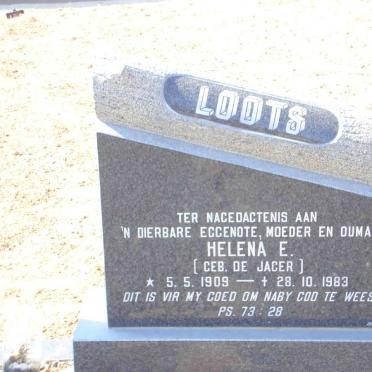 LOOTS
TER NAGEDAGTENIS AAN
'N DIERBARE EGGENOTE, MOEDER EN OUMA
HELENA E.
[ GEB. DE JAGER ]
★ 5. 5. 1909 — † 28. 10. 1983
DIT IS VIR MY GOED OM NABY GOD TE WEES
PS. 73 : 28